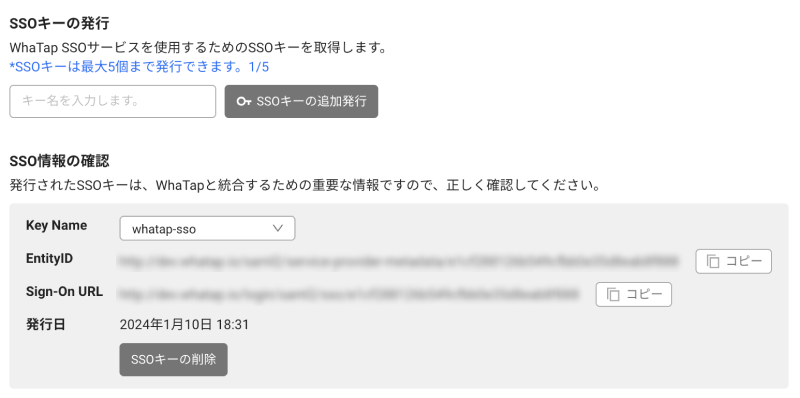 SSOキーの発行
WhaTap SSOサービスを使用するためのSSOキーを取得します。
*SSOキーは最大5個まで発行できます。1/5
キー名を入力します。
SSOキーの追加発行
SSO情報の確認
発行されたSSOキーは、WhaTapと統合するための重要な情報ですので、正しく確認してください。
Key Name
whatap-sso
EntityID
コピー
Sign-On URL
コピー
発行日
2024年1月10日 18:31
SSOキーの削除